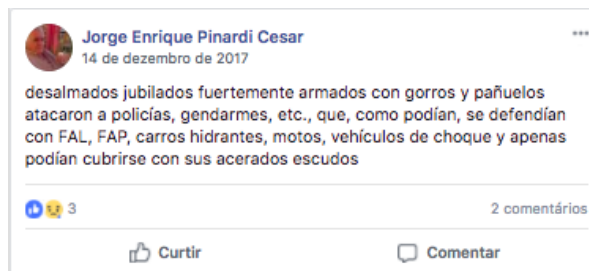 Jorge Enrique Pinardi Cesar
14 de dezembro de 2017
desalmados jubilados fuertemente armados con gorros y pañuelos
atacaron a policías, gendarmes, etc., que, como podían, se defendían
con FAL, FAP, carros hidrantes, motos, vehículos de choque y apenas
podían cubrirse con sus acerados escudos
3
2 comentários
Curtir
Comentar